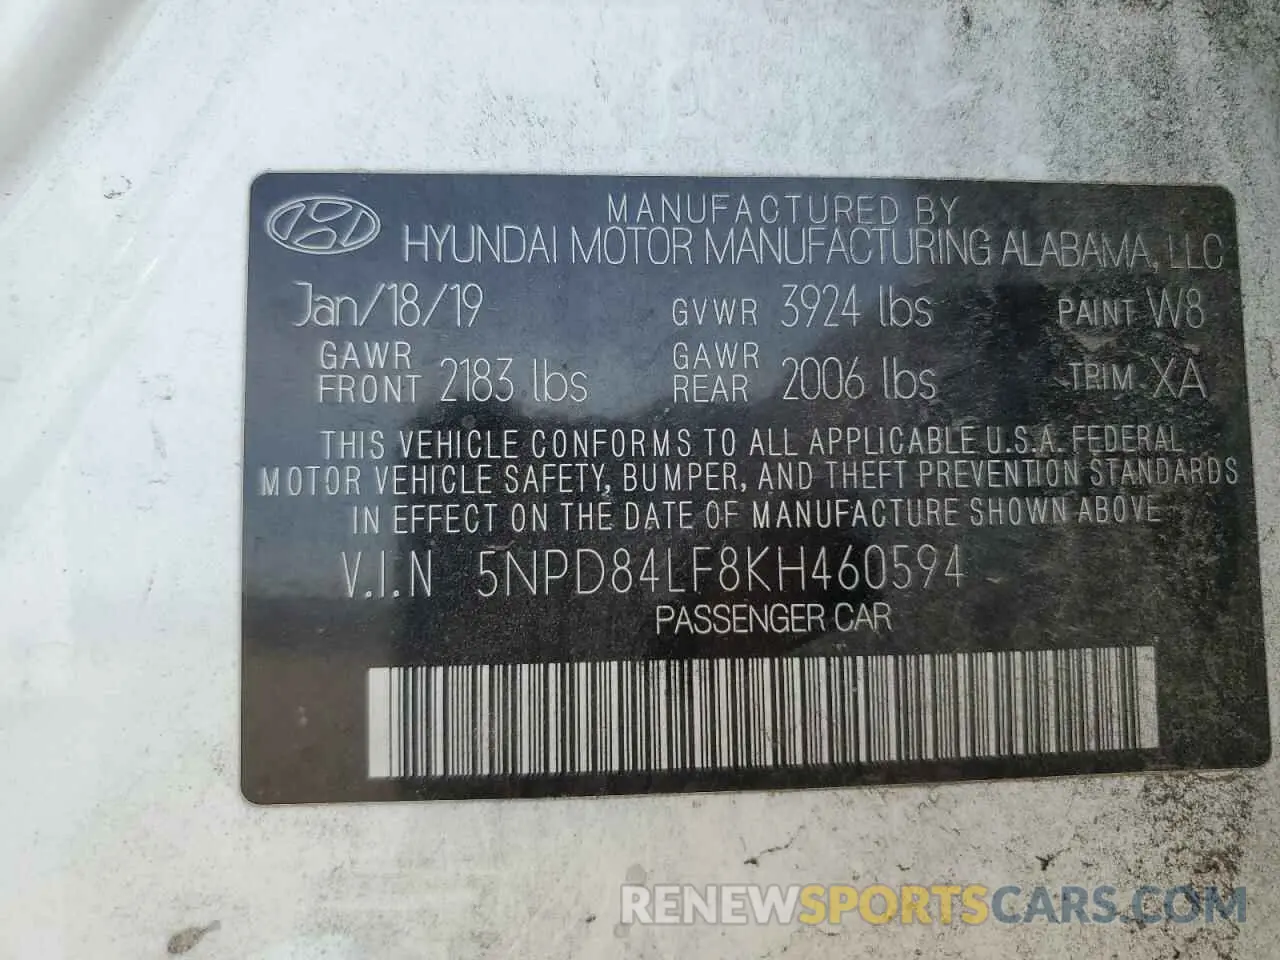 MANUFACTURED BY
HYUNDAI MOTOR MANUFACTURING ALABAMA, LLC
Jan/18/19 GVWR 3924 lbs PAINT W8
GAWR FRONT 2183 lbs GAWR REAR 2006 lbs TRIM XA
THIS VEHICLE CONFORMS TO ALL APPLICABLE U.S.A. FEDERAL
MOTOR VEHICLE SAFETY, BUMPER, AND THEFT PREVENTION STANDARDS
IN EFFECT ON THE DATE OF MANUFACTURE SHOWN ABOVE
V.I.N 5NPD84LF8KH460594
PASSENGER CAR
RENEWSPORTSCARS.COM